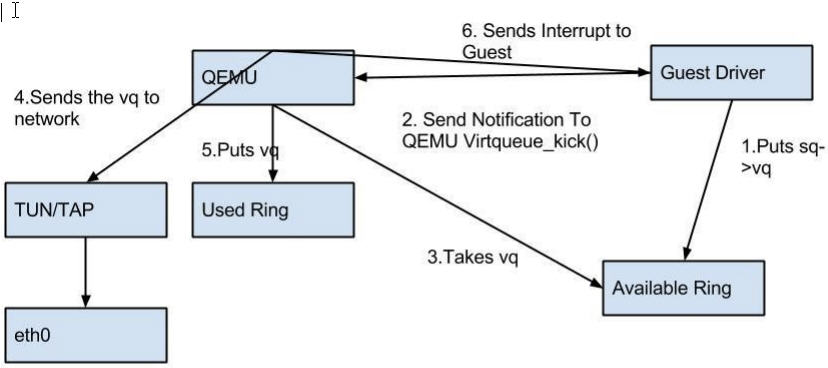 6. Sends Interrupt to
Guest
QEMU
Guest Driver
4.Sends the vq to
network
2. Send Notification To
QEMU Virtqueue_kick()
1.Puts sq-
>vq
5.Puts vq
TUN/TAP
Used Ring
3.Takes vq
Available Ring
eth0